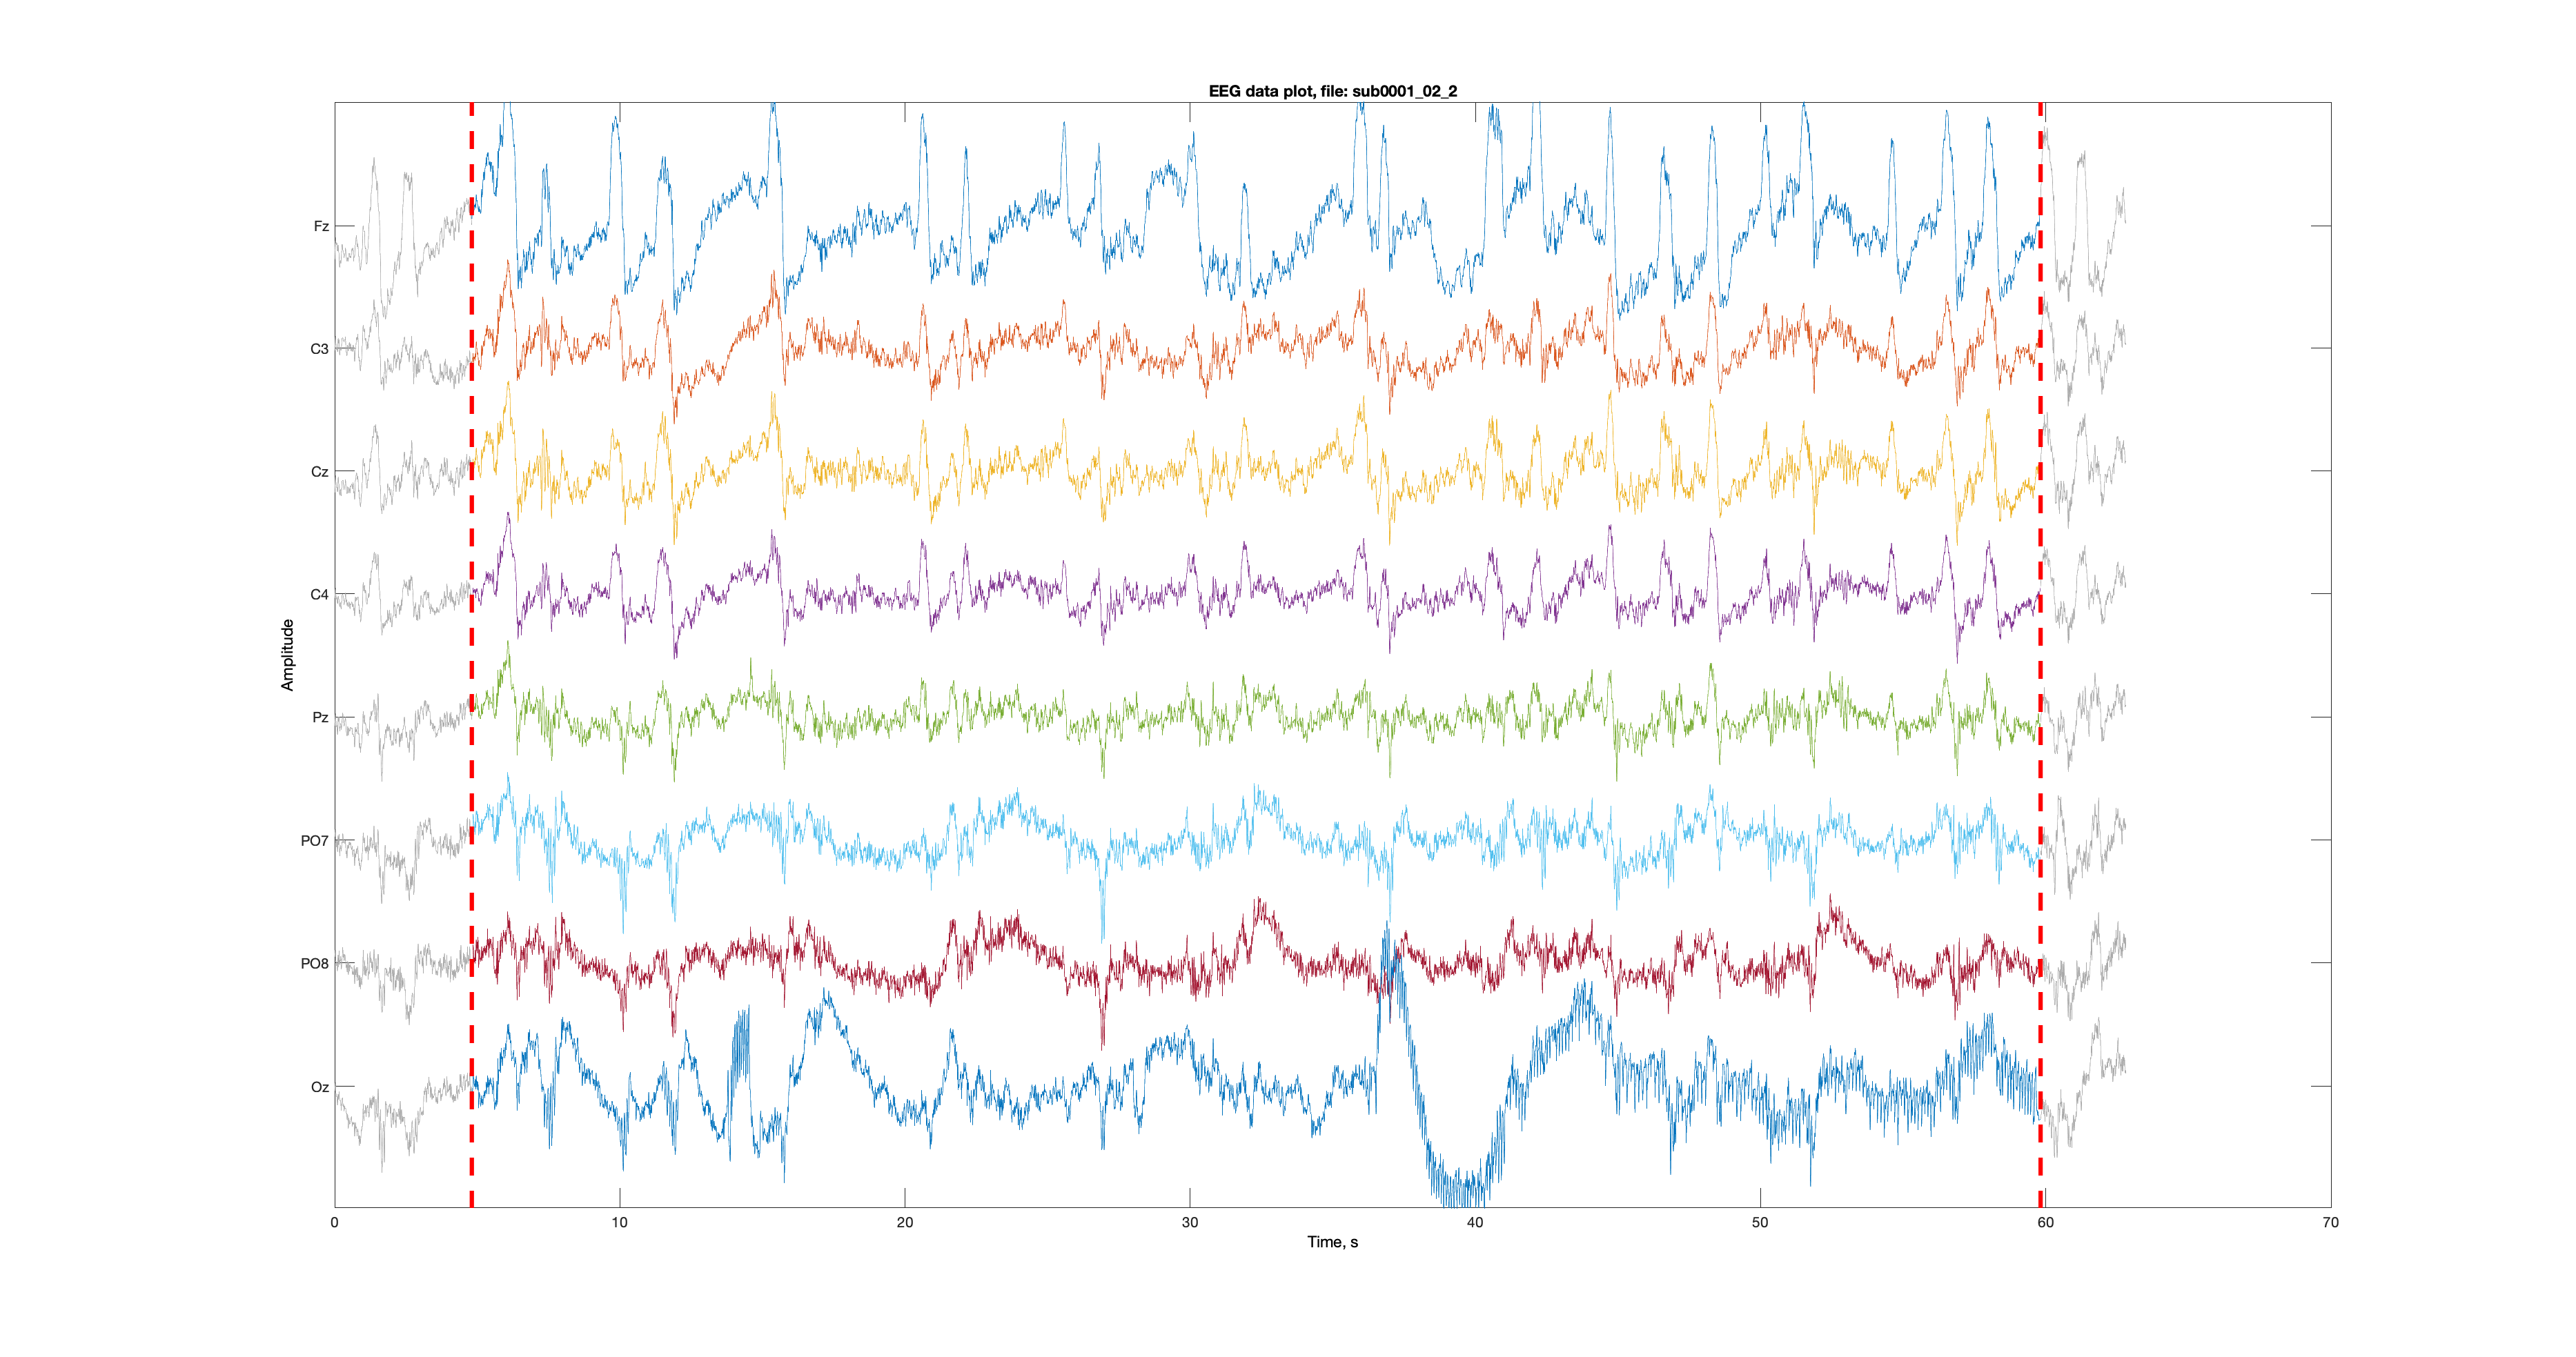 EEG data plot, file: sub0001_02_2
Amplitude
Fz
C3
Cz
C4
Pz
PO7
PO8
Oz
0 10 20 30 40 50 60 70
Time, s